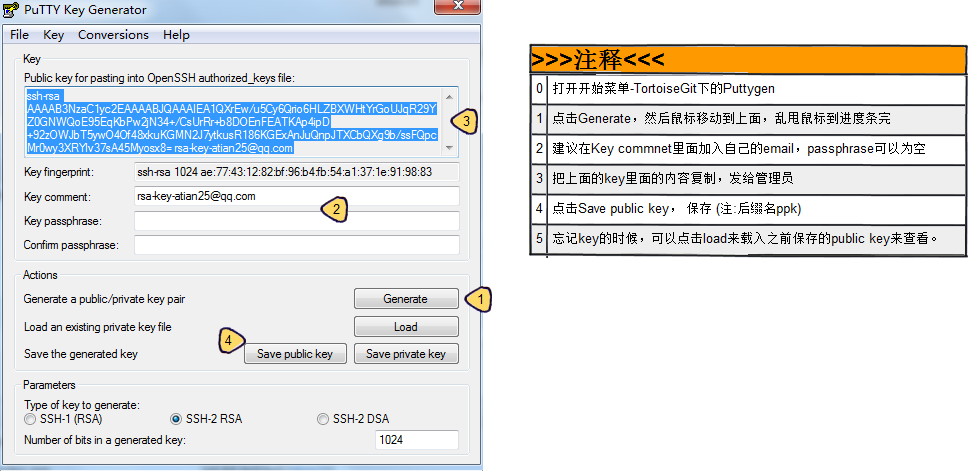 PuTTY Key Generator
File Key Conversions Help
Key
Public key for pasting into OpenSSH authorized_keys file:
ssh-rsa
AAAAB3NzaC1yc2EAAAABJQAAAIEA1QXrEw/u5Cy6Qrio6HLZBXWHtYrGoUJqR29Y
Z0GNWQoE95EqKbPw2jN34+/CsUrRr+b8DOEnFEATKAp4ipD
+92zOWJbT5ywO4Of48xkuKGMN2J7ytkusR186KGExAnJuQnpJTXCbQXg9b/ssFQpc
Mr0wy3XRYlv37sA45Myosx8= rsa-key-atian25@qq.com
3
Key fingerprint: ssh-rsa 1024 ae:77:43:12:82:bf:96:b4:fb:54:a1:37:1e:91:98:83
Key comment: rsa-key-atian25@qq.com
2
Key passphrase:
Confirm passphrase:
Actions
Generate a public/private key pair Generate
1
Load an existing private key file Load
4
Save the generated key Save public key Save private key
Parameters
Type of key to generate:
SSH-1 (RSA) SSH-2 RSA SSH-2 DSA
Number of bits in a generated key: 1024
>>>注释<<<
0 打开开始菜单-TortoiseGit下的Puttygen
1 点击Generate，然后鼠标移动到上面，乱甩鼠标到进度条完
2 建议在Key commnet里面加入自己的email，passphrase可以为空
3 把上面的key里面的内容复制，发给管理员
4 点击Save public key， 保存 (注:后缀名ppk)
5 忘记key的时候，可以点击load来载入之前保存的public key来查看。